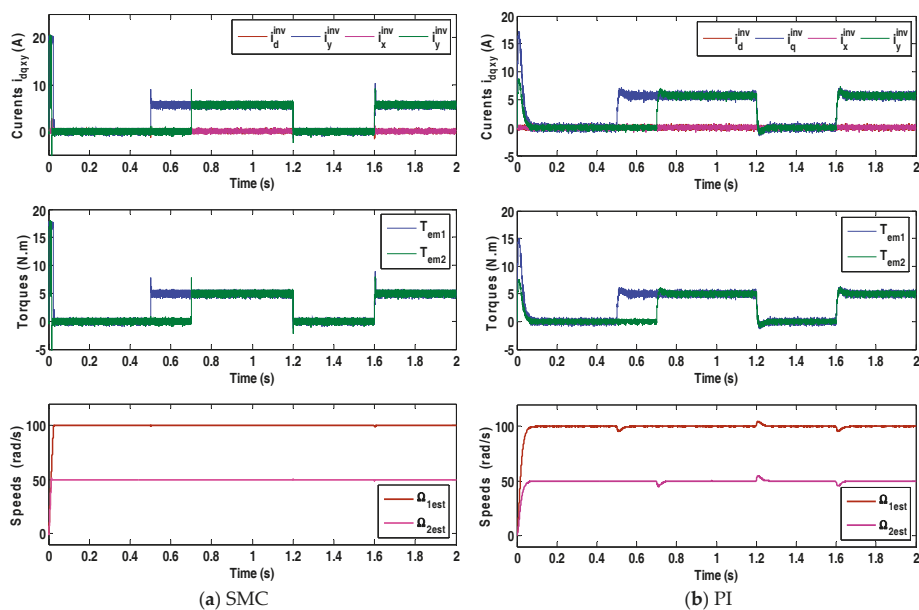 i_d^inv i_y^inv i_x^inv i_y^inv
Curents i_dqxy (A)
20
10
0
-5
0 0.2 0.4 0.6 0.8 1 1.2 1.4 1.6 1.8 2
Time (s)
T_em1
T_em2
Torques (N.m)
20
15
10
5
0
-5
0 0.2 0.4 0.6 0.8 1 1.2 1.4 1.6 1.8 2
Time (s)
Speeds (rad/s)
100
50
0
Ω_1est
Ω_2est
0 0.2 0.4 0.6 0.8 1 1.2 1.4 1.6 1.8 2
Time (s)
(a) SMC
i_d^inv i_q^inv i_x^inv i_y^inv
Curents i_dqxy (A)
20
15
10
5
0
-5
0 0.2 0.4 0.6 0.8 1 1.2 1.4 1.6 1.8 2
Time (s)
T_em1
T_em2
Torques (N.m)
20
15
10
5
0
-5
0 0.2 0.4 0.6 0.8 1 1.2 1.4 1.6 1.8 2
Time (s)
Speeds (rad/s)
100
50
0
Ω_1est
Ω_2est
0 0.2 0.4 0.6 0.8 1 1.2 1.4 1.6 1.8 2
Time (s)
(b) PI